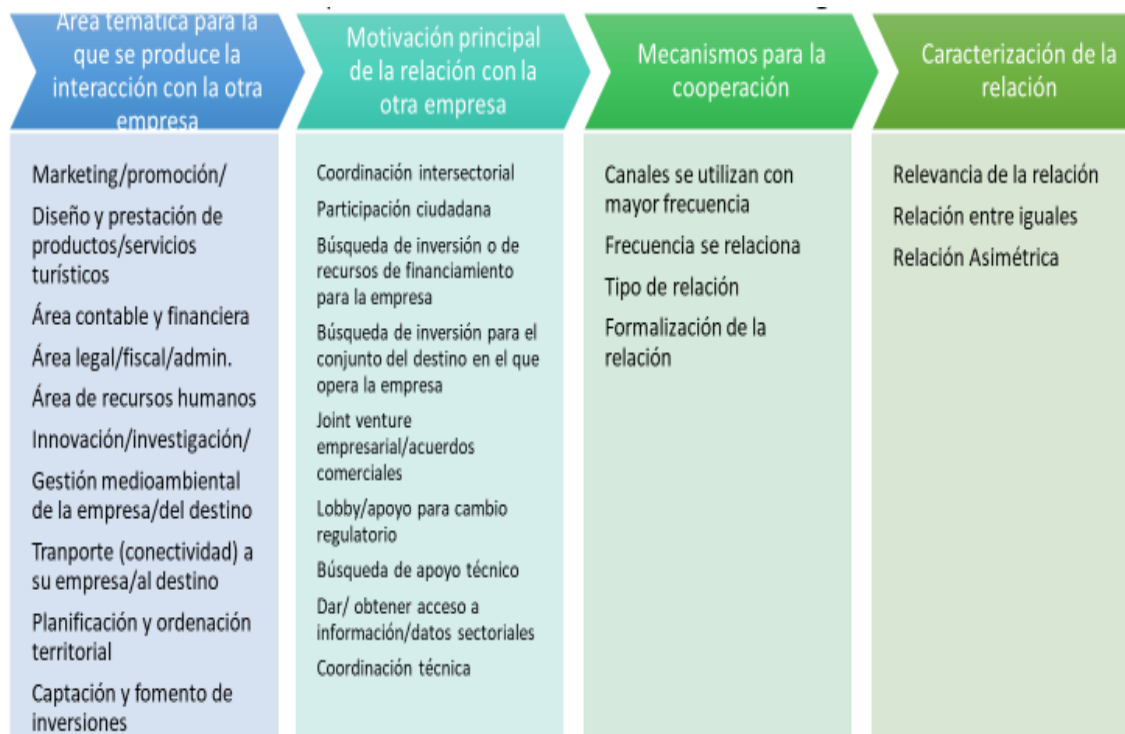 Área temática para la
que se produce la
interacción con la otra
empresa
Marketing/promoción/
Diseño y prestación de
productos/servicios
turísticos
Área contable y financiera
Área legal/fiscal/admin.
Área de recursos humanos
Innovación/investigación/
Gestión medioambiental
de la empresa/del destino
Tranporte (conectividad) a
su empresa/al destino
Planificación y ordenación
territorial
Captación y fomento de
inversiones
Motivación principal
de la relación con la
otra empresa
Coordinación intersectorial
Participación ciudadana
Búsqueda de inversión o de
recursos de financiamiento
para la empresa
Búsqueda de inversión para el
conjunto del destino en el que
opera la empresa
Joint venture
empresarial/acuerdos
comerciales
Lobby/apoyo para cambio
regulatorio
Búsqueda de apoyo técnico
Dar/ obtener acceso a
información/datos sectoriales
Coordinación técnica
Mecanismos para la
cooperación
Canales se utilizan con
mayor frecuencia
Frecuencia se relaciona
Tipo de relación
Formalización de la
relación
Caracterización de la
relación
Relevancia de la relación
Relación entre iguales
Relación Asimétrica